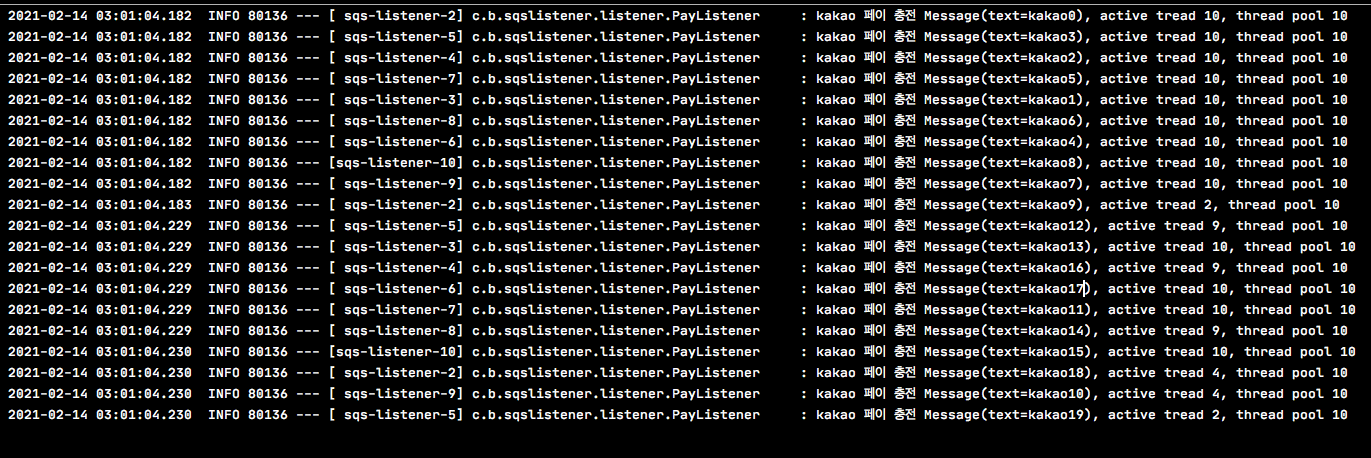 2021-02-14 03:01:04.182  INFO 80136 --- [ sqs-listener-2] c.b.sqslistener.listener.PayListener     : kakao 페이 충전 Message(text=kakao0), active tread 10, thread pool 10
2021-02-14 03:01:04.182  INFO 80136 --- [ sqs-listener-5] c.b.sqslistener.listener.PayListener     : kakao 페이 충전 Message(text=kakao3), active tread 10, thread pool 10
2021-02-14 03:01:04.182  INFO 80136 --- [ sqs-listener-4] c.b.sqslistener.listener.PayListener     : kakao 페이 충전 Message(text=kakao2), active tread 10, thread pool 10
2021-02-14 03:01:04.182  INFO 80136 --- [ sqs-listener-7] c.b.sqslistener.listener.PayListener     : kakao 페이 충전 Message(text=kakao5), active tread 10, thread pool 10
2021-02-14 03:01:04.182  INFO 80136 --- [ sqs-listener-3] c.b.sqslistener.listener.PayListener     : kakao 페이 충전 Message(text=kakao1), active tread 10, thread pool 10
2021-02-14 03:01:04.182  INFO 80136 --- [ sqs-listener-8] c.b.sqslistener.listener.PayListener     : kakao 페이 충전 Message(text=kakao6), active tread 10, thread pool 10
2021-02-14 03:01:04.182  INFO 80136 --- [ sqs-listener-6] c.b.sqslistener.listener.PayListener     : kakao 페이 충전 Message(text=kakao4), active tread 10, thread pool 10
2021-02-14 03:01:04.182  INFO 80136 --- [sqs-listener-10] c.b.sqslistener.listener.PayListener     : kakao 페이 충전 Message(text=kakao8), active tread 10, thread pool 10
2021-02-14 03:01:04.182  INFO 80136 --- [ sqs-listener-9] c.b.sqslistener.listener.PayListener     : kakao 페이 충전 Message(text=kakao7), active tread 10, thread pool 10
2021-02-14 03:01:04.183  INFO 80136 --- [ sqs-listener-2] c.b.sqslistener.listener.PayListener     : kakao 페이 충전 Message(text=kakao9), active tread 2, thread pool 10
2021-02-14 03:01:04.229  INFO 80136 --- [ sqs-listener-5] c.b.sqslistener.listener.PayListener     : kakao 페이 충전 Message(text=kakao12), active tread 9, thread pool 10
2021-02-14 03:01:04.229  INFO 80136 --- [ sqs-listener-3] c.b.sqslistener.listener.PayListener     : kakao 페이 충전 Message(text=kakao13), active tread 10, thread pool 10
2021-02-14 03:01:04.229  INFO 80136 --- [ sqs-listener-4] c.b.sqslistener.listener.PayListener     : kakao 페이 충전 Message(text=kakao16), active tread 9, thread pool 10
2021-02-14 03:01:04.229  INFO 80136 --- [ sqs-listener-6] c.b.sqslistener.listener.PayListener     : kakao 페이 충전 Message(text=kakao17), active tread 10, thread pool 10
2021-02-14 03:01:04.229  INFO 80136 --- [ sqs-listener-7] c.b.sqslistener.listener.PayListener     : kakao 페이 충전 Message(text=kakao11), active tread 10, thread pool 10
2021-02-14 03:01:04.229  INFO 80136 --- [ sqs-listener-8] c.b.sqslistener.listener.PayListener     : kakao 페이 충전 Message(text=kakao14), active tread 9, thread pool 10
2021-02-14 03:01:04.230  INFO 80136 --- [sqs-listener-10] c.b.sqslistener.listener.PayListener     : kakao 페이 충전 Message(text=kakao15), active tread 10, thread pool 10
2021-02-14 03:01:04.230  INFO 80136 --- [ sqs-listener-2] c.b.sqslistener.listener.PayListener     : kakao 페이 충전 Message(text=kakao18), active tread 4, thread pool 10
2021-02-14 03:01:04.230  INFO 80136 --- [ sqs-listener-9] c.b.sqslistener.listener.PayListener     : kakao 페이 충전 Message(text=kakao10), active tread 4, thread pool 10
2021-02-14 03:01:04.230  INFO 80136 --- [ sqs-listener-5] c.b.sqslistener.listener.PayListener     : kakao 페이 충전 Message(text=kakao19), active tread 2, thread pool 10